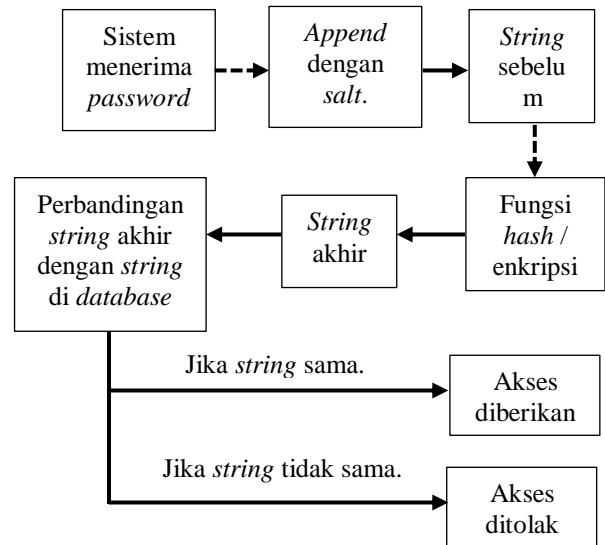 Sistem
menerima
password
Append
dengan
salt.
String
sebelu
m
Fungsi
hash /
enkripsi
String
akhir
Perbandingan
string akhir
dengan string
di database
Jika string sama.
Akses
diberikan
Jika string tidak sama.
Akses
ditolak